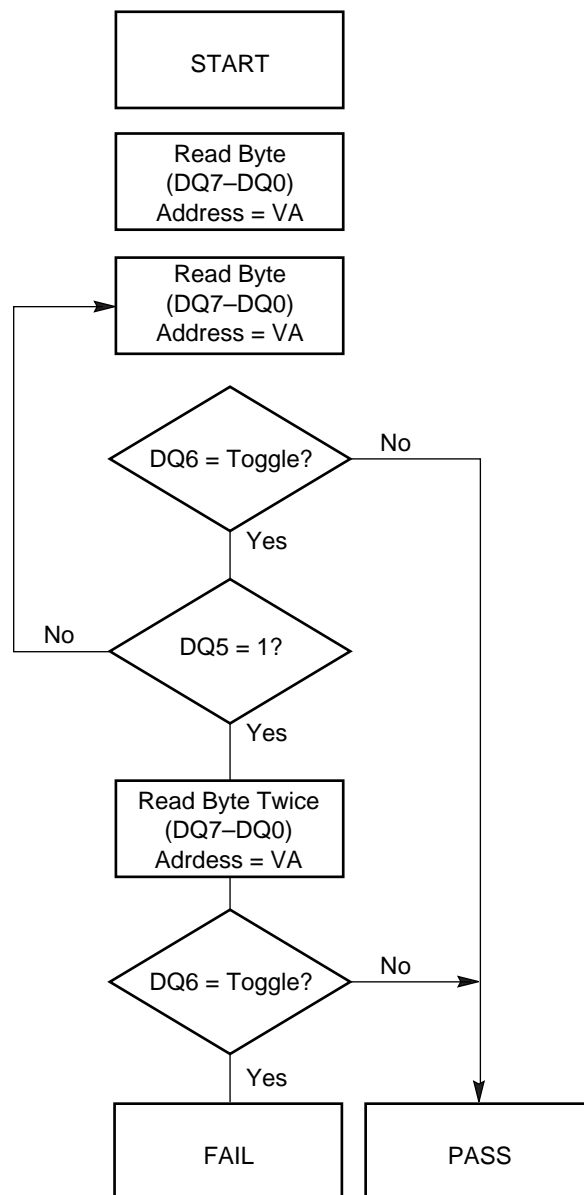 START
Read Byte
(DQ7–DQ0)
Address = VA
Read Byte
(DQ7–DQ0)
Address = VA
DQ6 = Toggle?
No
Yes
No
DQ5 = 1?
Yes
Read Byte Twice
(DQ7–DQ0)
Adrdess = VA
DQ6 = Toggle?
No
Yes
FAIL
PASS